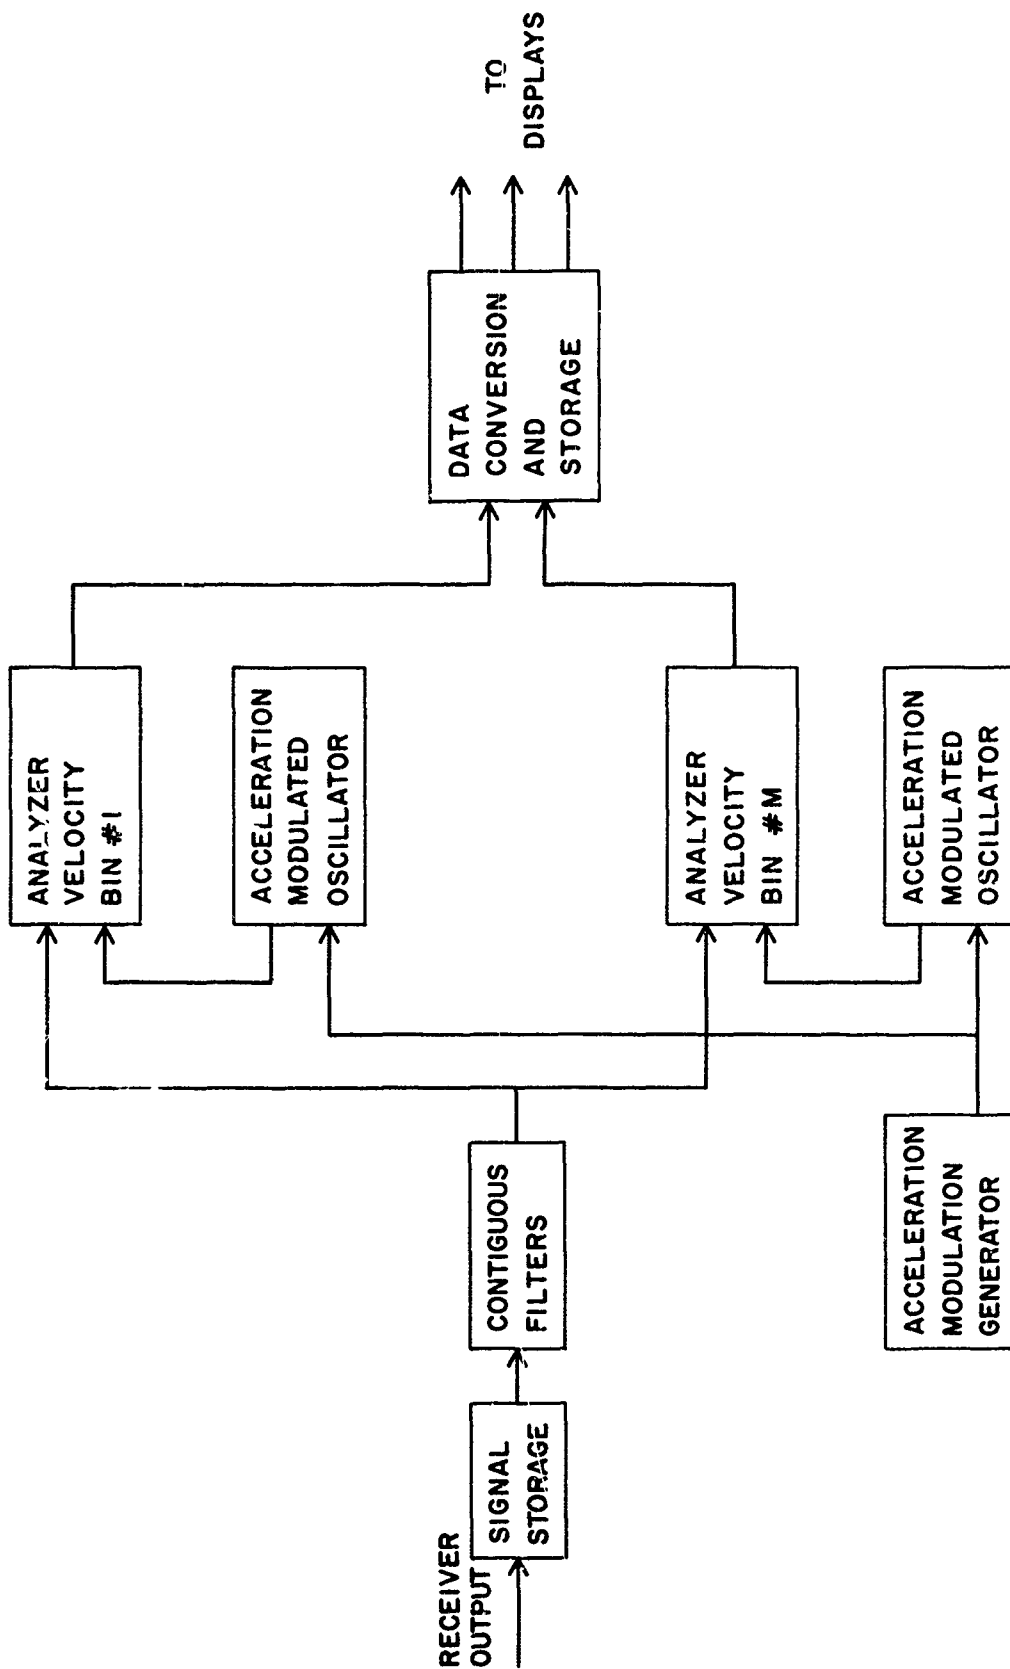 RECEIVER
OUTPUT
SIGNAL
STORAGE
CONTIGUOUS
FILTERS
ACCELERATION
MODULATION
GENERATOR
ANALYZER
VELOCITY
BIN #1
ACCELERATION
MODULATED
OSCILLATOR
ANALYZER
VELOCITY
BIN #M
ACCELERATION
MODULATED
OSCILLATOR
DATA
CONVERSION
AND
STORAGE
TO
DISPLAYS